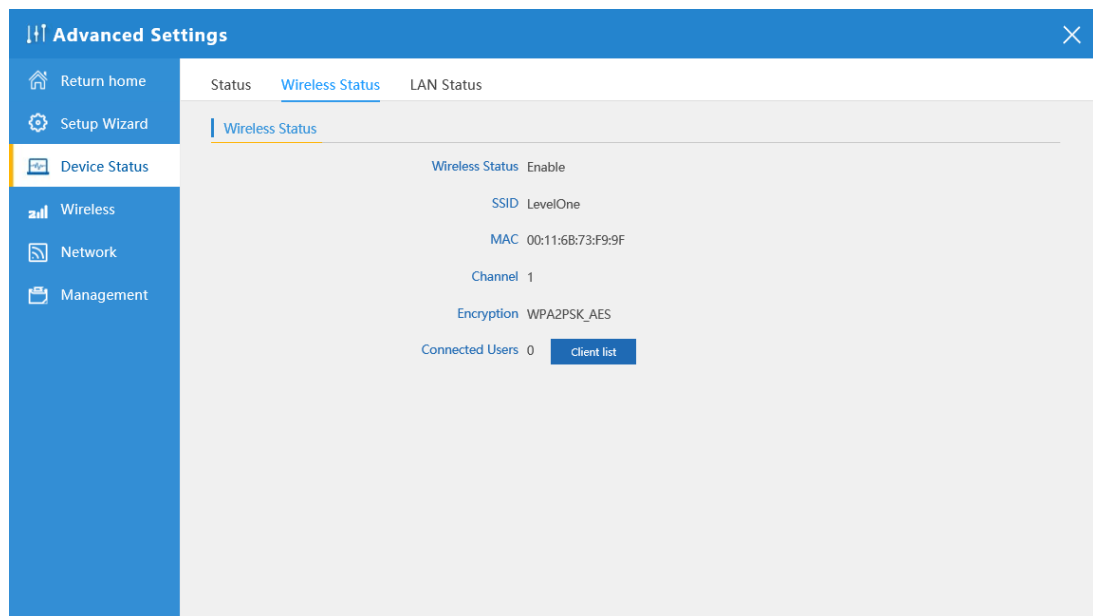 Advanced Settings
Return home
Setup Wizard
Device Status
Wireless
Network
Management
Status Wireless Status LAN Status
Wireless Status
Wireless Status Enable
SSID LevelOne
MAC 00:11:6B:73:F9:9F
Channel 1
Encryption WPA2PSK_AES
Connected Users 0 Client list